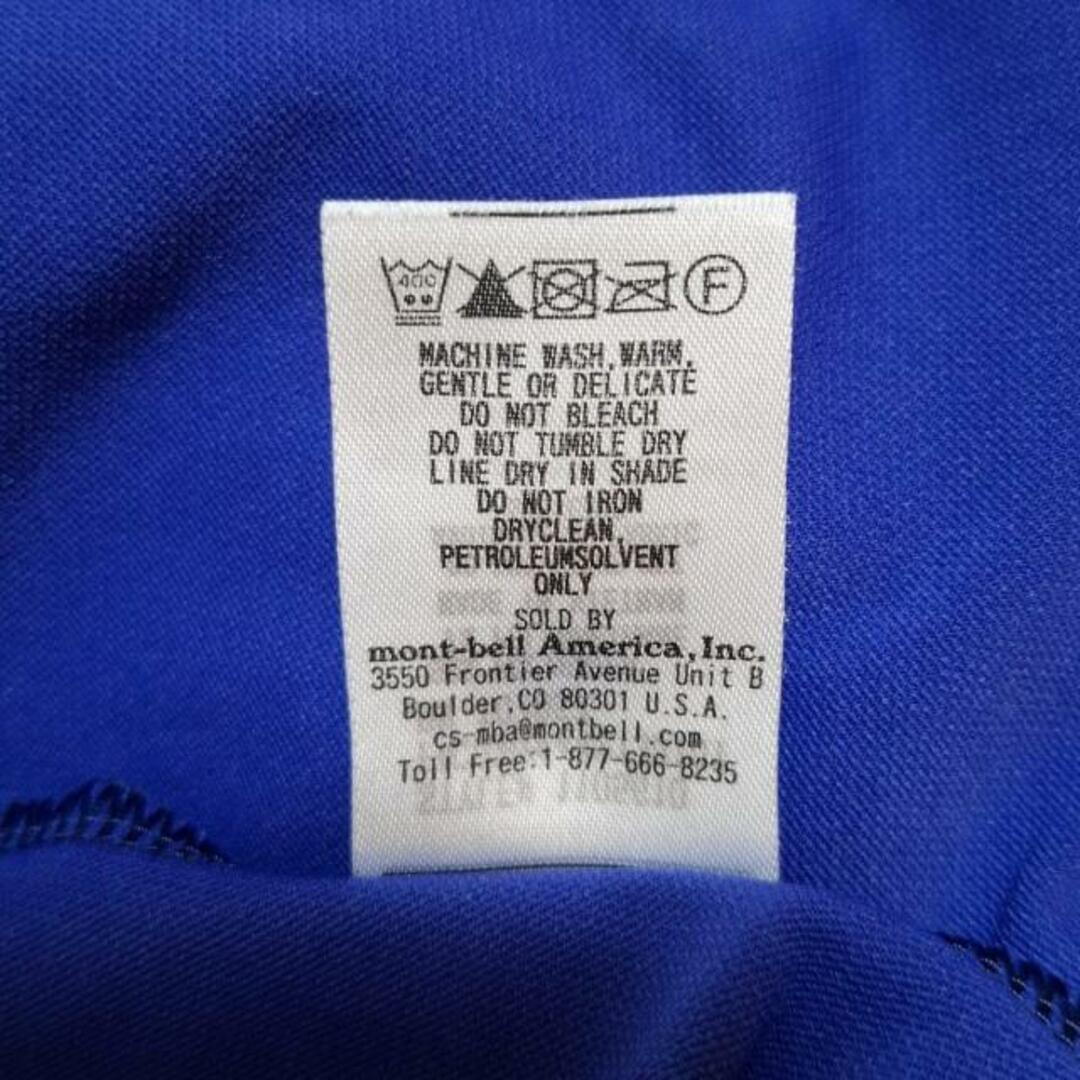 40C
F
MACHINE WASH,WARM,
GENTLE OR DELICATE
DO NOT BLEACH
DO NOT TUMBLE DRY
LINE DRY IN SHADE
DO NOT IRON
DRYCLEAN,
PETROLEUMSOLVENT
ONLY
SOLD BY
mont-bell America,Inc.
3550 Frontier Avenue Unit B
Boulder,CO 80301 U.S.A.
cs-mba@montbell.com
Toll Free:1-877-666-8235